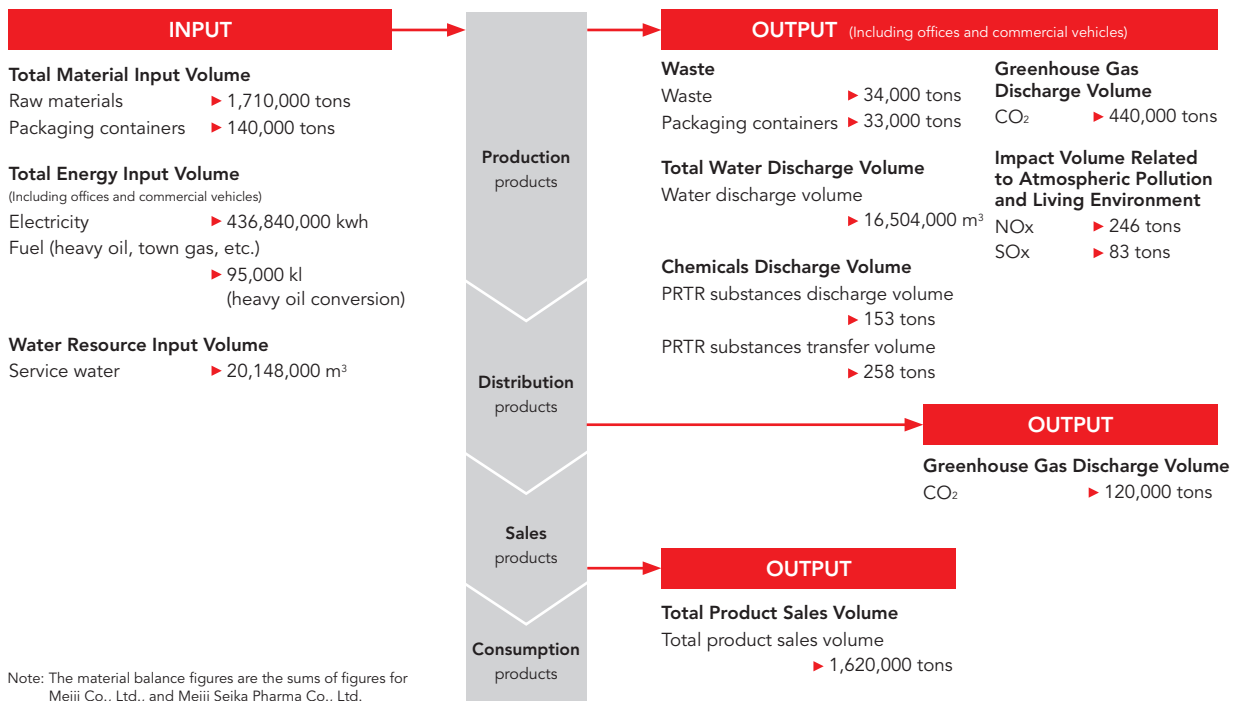 INPUT
Total Material Input Volume
Raw materials ► 1,710,000 tons
Packaging containers ► 140,000 tons
Total Energy Input Volume
(Including offices and commercial vehicles)
Electricity ► 436,840,000 kwh
Fuel (heavy oil, town gas, etc.)
► 95,000 kl
(heavy oil conversion)
Water Resource Input Volume
Service water ► 20,148,000 m³
Note: The material balance figures are the sums of figures for
Meiji Co., Ltd., and Meiji Seika Pharma Co., Ltd.
Production
products
Distribution
products
Sales
products
Consumption
products
OUTPUT (Including offices and commercial vehicles)
Waste
Waste ► 34,000 tons
Packaging containers ► 33,000 tons
Total Water Discharge Volume
Water discharge volume
► 16,504,000 m³
Chemicals Discharge Volume
PRTR substances discharge volume
► 153 tons
PRTR substances transfer volume
► 258 tons
Greenhouse Gas
Discharge Volume
CO₂ ► 440,000 tons
Impact Volume Related
to Atmospheric Pollution
and Living Environment
NOx ► 246 tons
SOx ► 83 tons
OUTPUT
Greenhouse Gas Discharge Volume
CO₂ ► 120,000 tons
OUTPUT
Total Product Sales Volume
Total product sales volume
► 1,620,000 tons